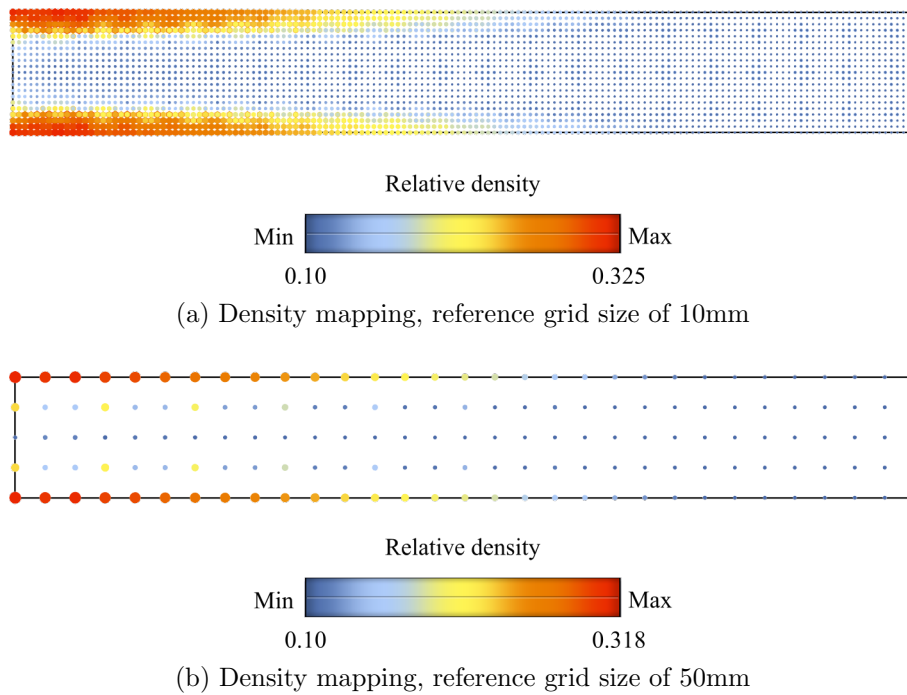 Relative density
Min Max
0.10 0.325
(a) Density mapping, reference grid size of 10mm
Relative density
Min Max
0.10 0.318
(b) Density mapping, reference grid size of 50mm